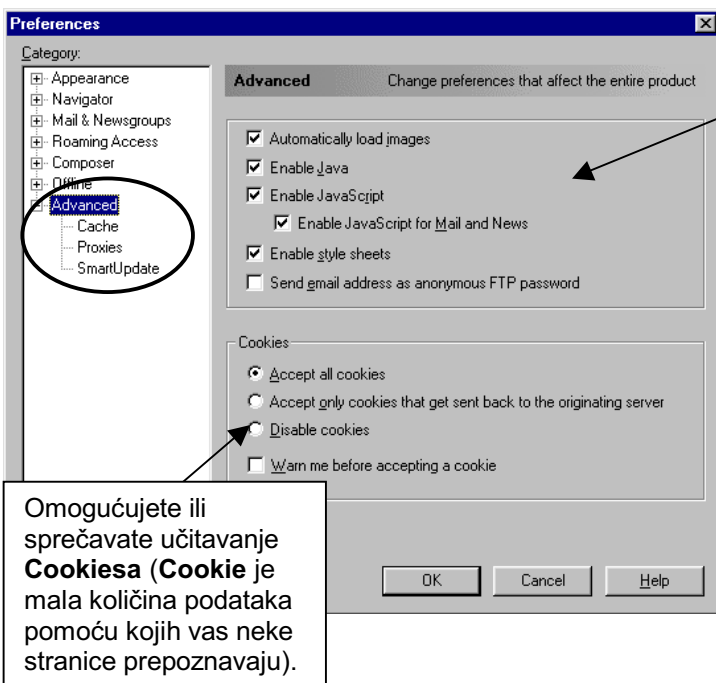 Preferences
Category:
Appearance
Navigator
Mail & Newsgroups
Roaming Access
Composer
Offline
Advanced
Cache
Proxies
SmartUpdate
Advanced Change preferences that affect the entire product
Automatically load images
Enable Java
Enable JavaScript
Enable JavaScript for Mail and News
Enable style sheets
Send email address as anonymous FTP password
Cookies
Accept all cookies
Accept only cookies that get sent back to the originating server
Disable cookies
Warn me before accepting a cookie
OK Cancel Help
Omogućujete ili
sprečavate učitavanje
Cookiesa (Cookie je
mala količina podataka
pomoću kojih vas neke
stranice prepoznavaju).